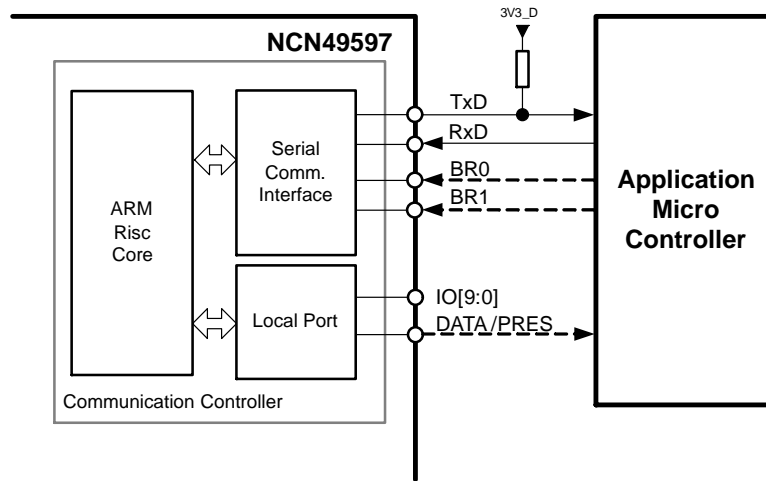 3V3_D
NCN49597
TxD
RxD
BR0
BR1
Serial
Comm.
Interface
ARM
Risc
Core
Application
Micro
Controller
Local Port
IO[9:0]
DATA/PRES
Communication Controller